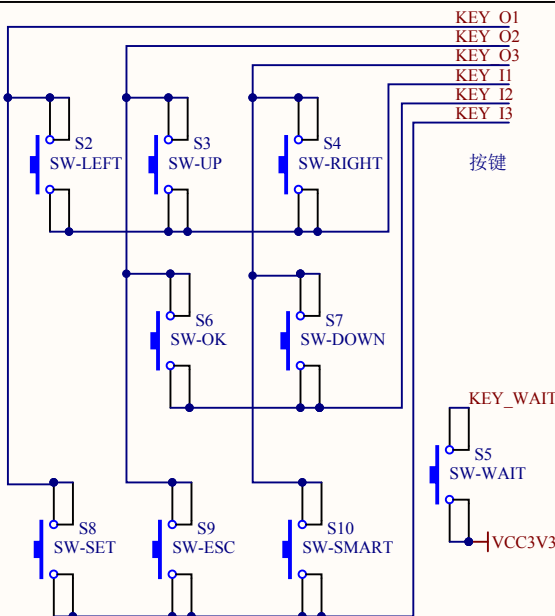 KEY_O1
KEY_O2
KEY_O3
KEY_I1
KEY_I2
KEY_I3
按键
S2
SW-LEFT
S3
SW-UP
S4
SW-RIGHT
S6
SW-OK
S7
SW-DOWN
KEY_WAIT
S5
SW-WAIT
VCC3V3
S8
SW-SET
S9
SW-ESC
S10
SW-SMART